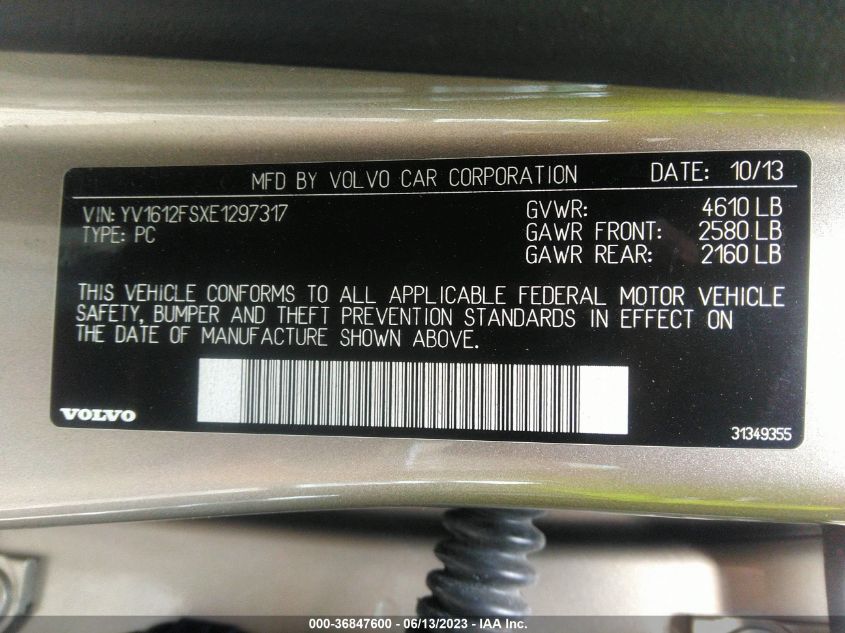 MFD BY VOLVO CAR CORPORATION DATE: 10/13
VIN: YV1612FSXE1297317 GVWR: 4610 LB
TYPE: PC GAWR FRONT: 2580 LB
GAWR REAR: 2160 LB
THIS VEHICLE CONFORMS TO ALL APPLICABLE FEDERAL MOTOR VEHICLE
SAFETY, BUMPER AND THEFT PREVENTION STANDARDS IN EFFECT ON
THE DATE OF MANUFACTURE SHOWN ABOVE.
VOLVO
31349355
000-36847600 - 06/13/2023 - IAA Inc.